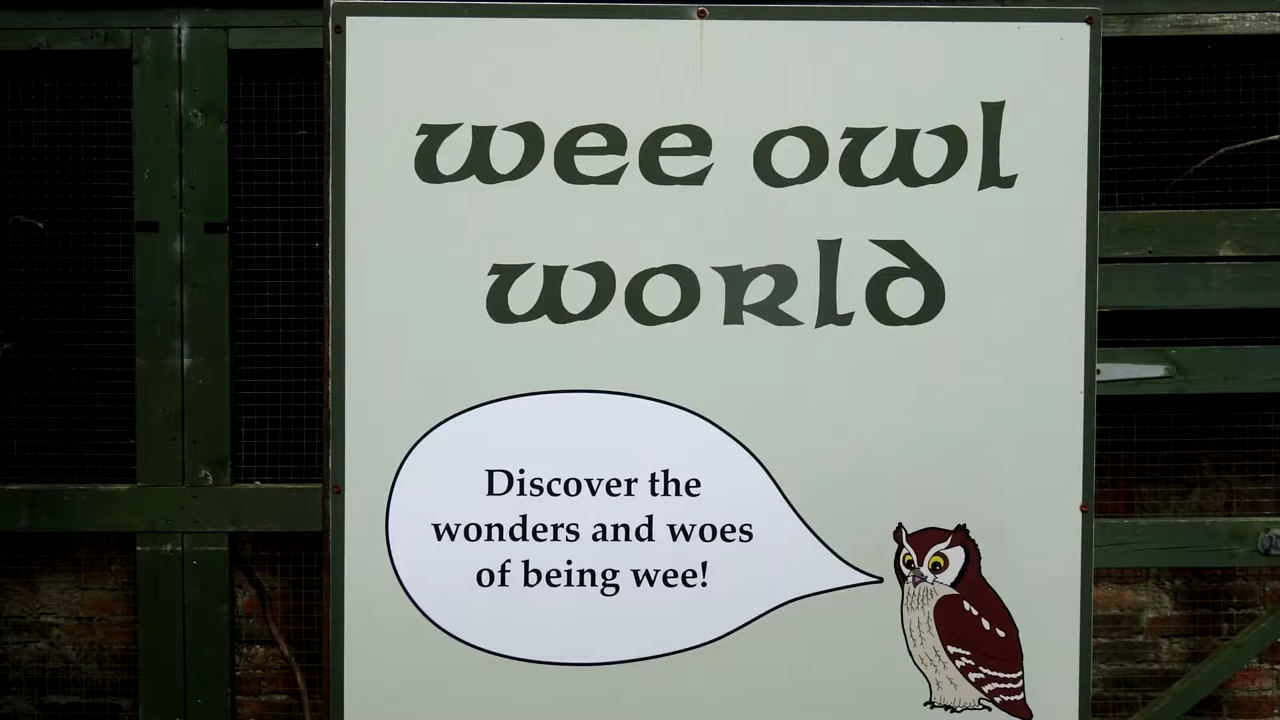 wee owl
world
Discover the
wonders and woes
of being wee!